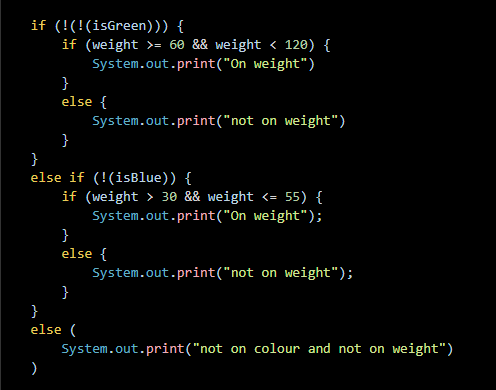 if (!(!(isGreen))) {
    if (weight >= 60 && weight < 120) {
        System.out.print("On weight")
    }
    else {
        System.out.print("not on weight")
    }
}
else if (!(isBlue)) {
    if (weight > 30 && weight <= 55) {
        System.out.print("On weight");
    }
    else {
        System.out.print("not on weight");
    }
}
else (
    System.out.print("not on colour and not on weight")
)